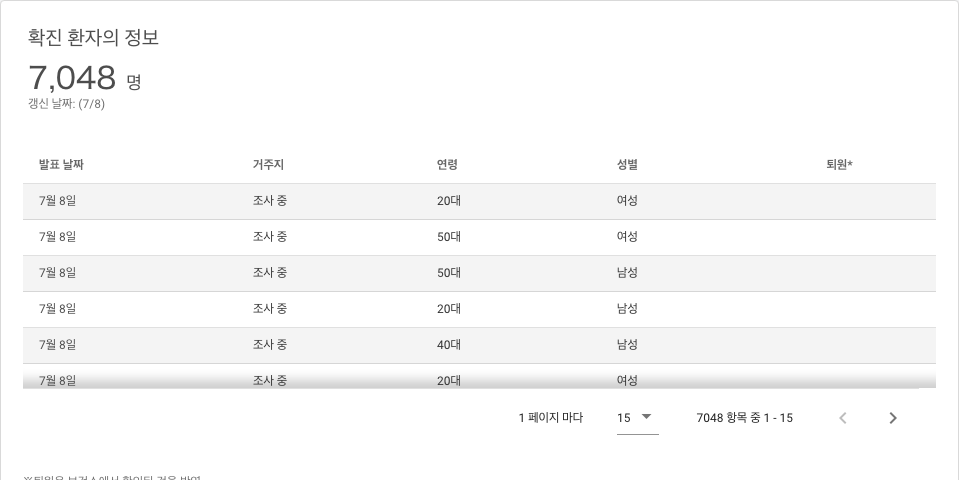 확진 환자의 정보
7,048 명
갱신 날짜: (7/8)
발표 날짜 거주지 연령 성별 퇴원*
7월 8일 조사 중 20대 여성
7월 8일 조사 중 50대 여성
7월 8일 조사 중 50대 남성
7월 8일 조사 중 20대 남성
7월 8일 조사 중 40대 남성
7월 8일 조사 중 20대 여성
1 페이지 마다 15 7048 항목 중 1 - 15